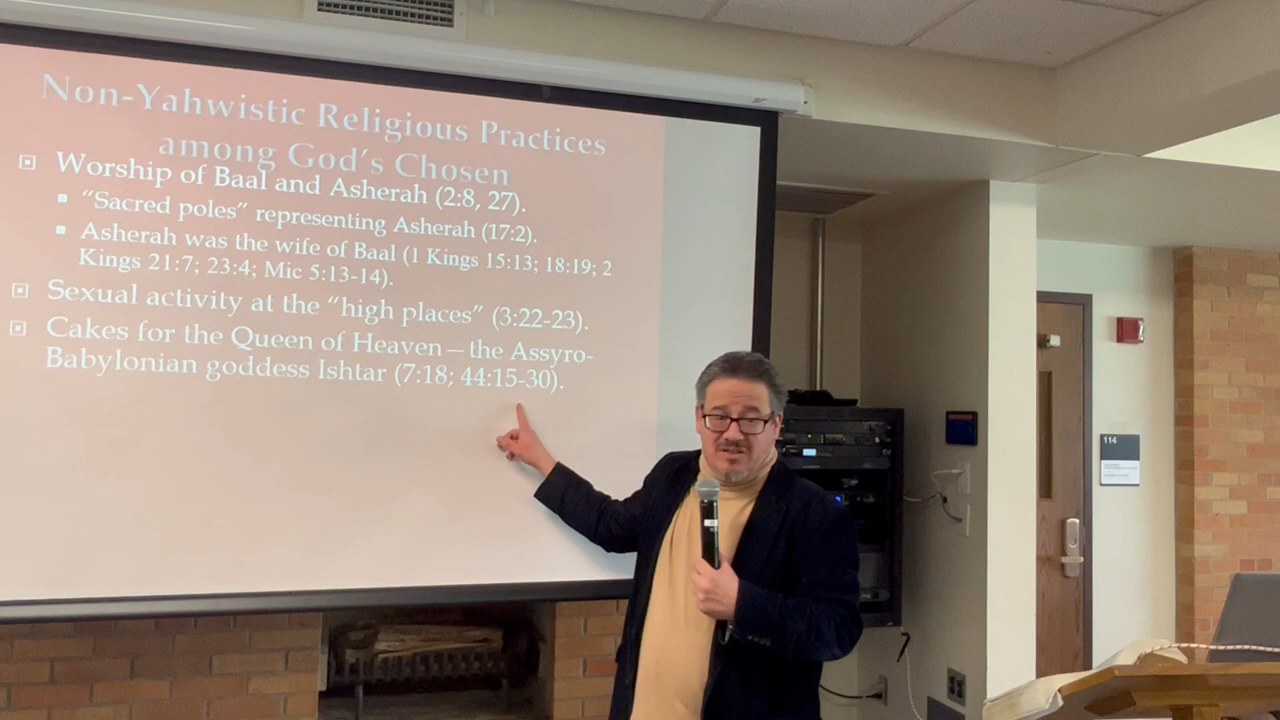 Non-Yahwistic Religious Practices
among God's Chosen
Worship of Baal and Asherah (2:8, 27).
"Sacred poles" representing Asherah (17:2).
Asherah was the wife of Baal (1 Kings 15:13; 18:19; 2
Kings 21:7; 23:4; Mic 5:13-14).
Sexual activity at the "high places" (3:22-23).
Cakes for the Queen of Heaven – the Assyro-
Babylonian goddess Ishtar (7:18; 44:15-30).
114